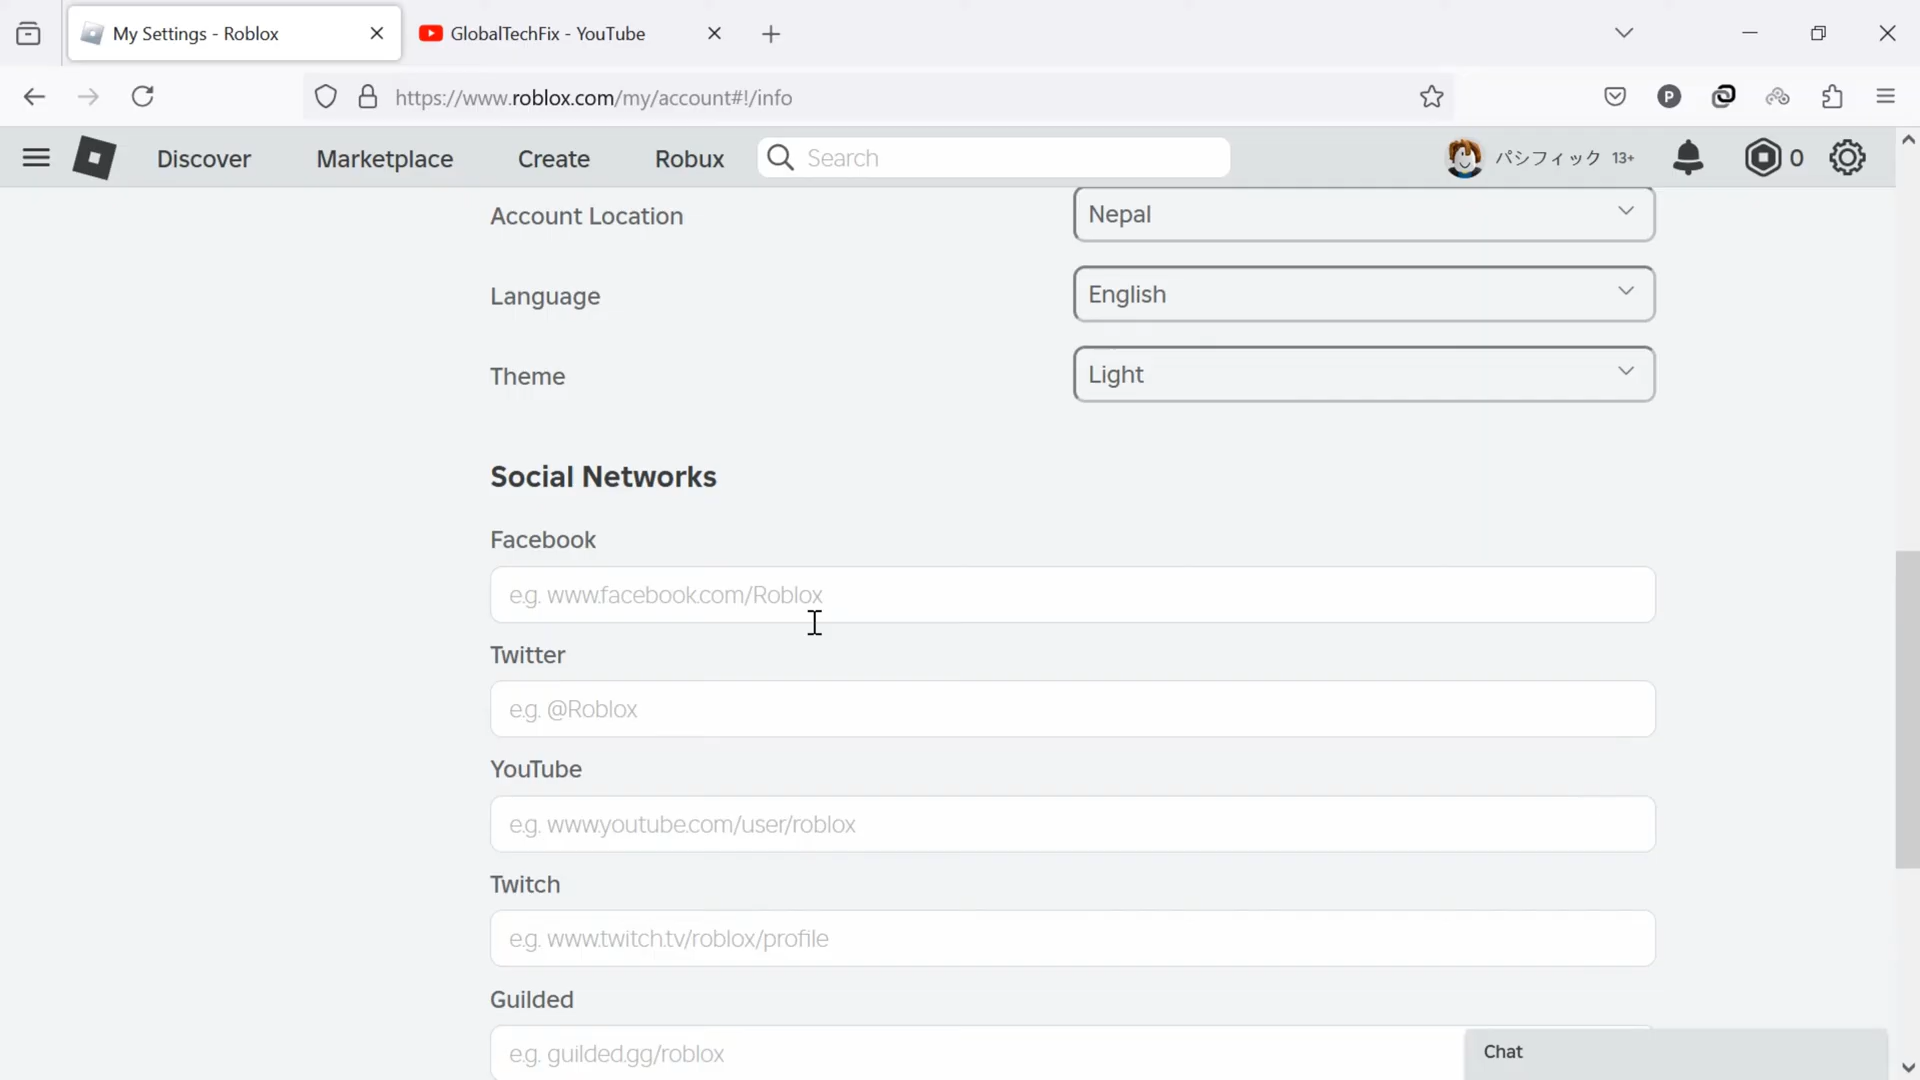 My Settings - Roblox
GlobalTechFix - YouTube
https://www.roblox.com/my/account#!/info
P
Discover
Marketplace
Create
Robux
Search
パシフィック 13+
0
Account Location
Nepal
Language
English
Theme
Light
Social Networks
Facebook
e.g. www.facebook.com/Roblox
Twitter
e.g. @Roblox
YouTube
e.g. www.youtube.com/user/roblox
Twitch
e.g. www.twitch.tv/roblox/profile
Guilded
e.g. guilded.gg/roblox
Chat